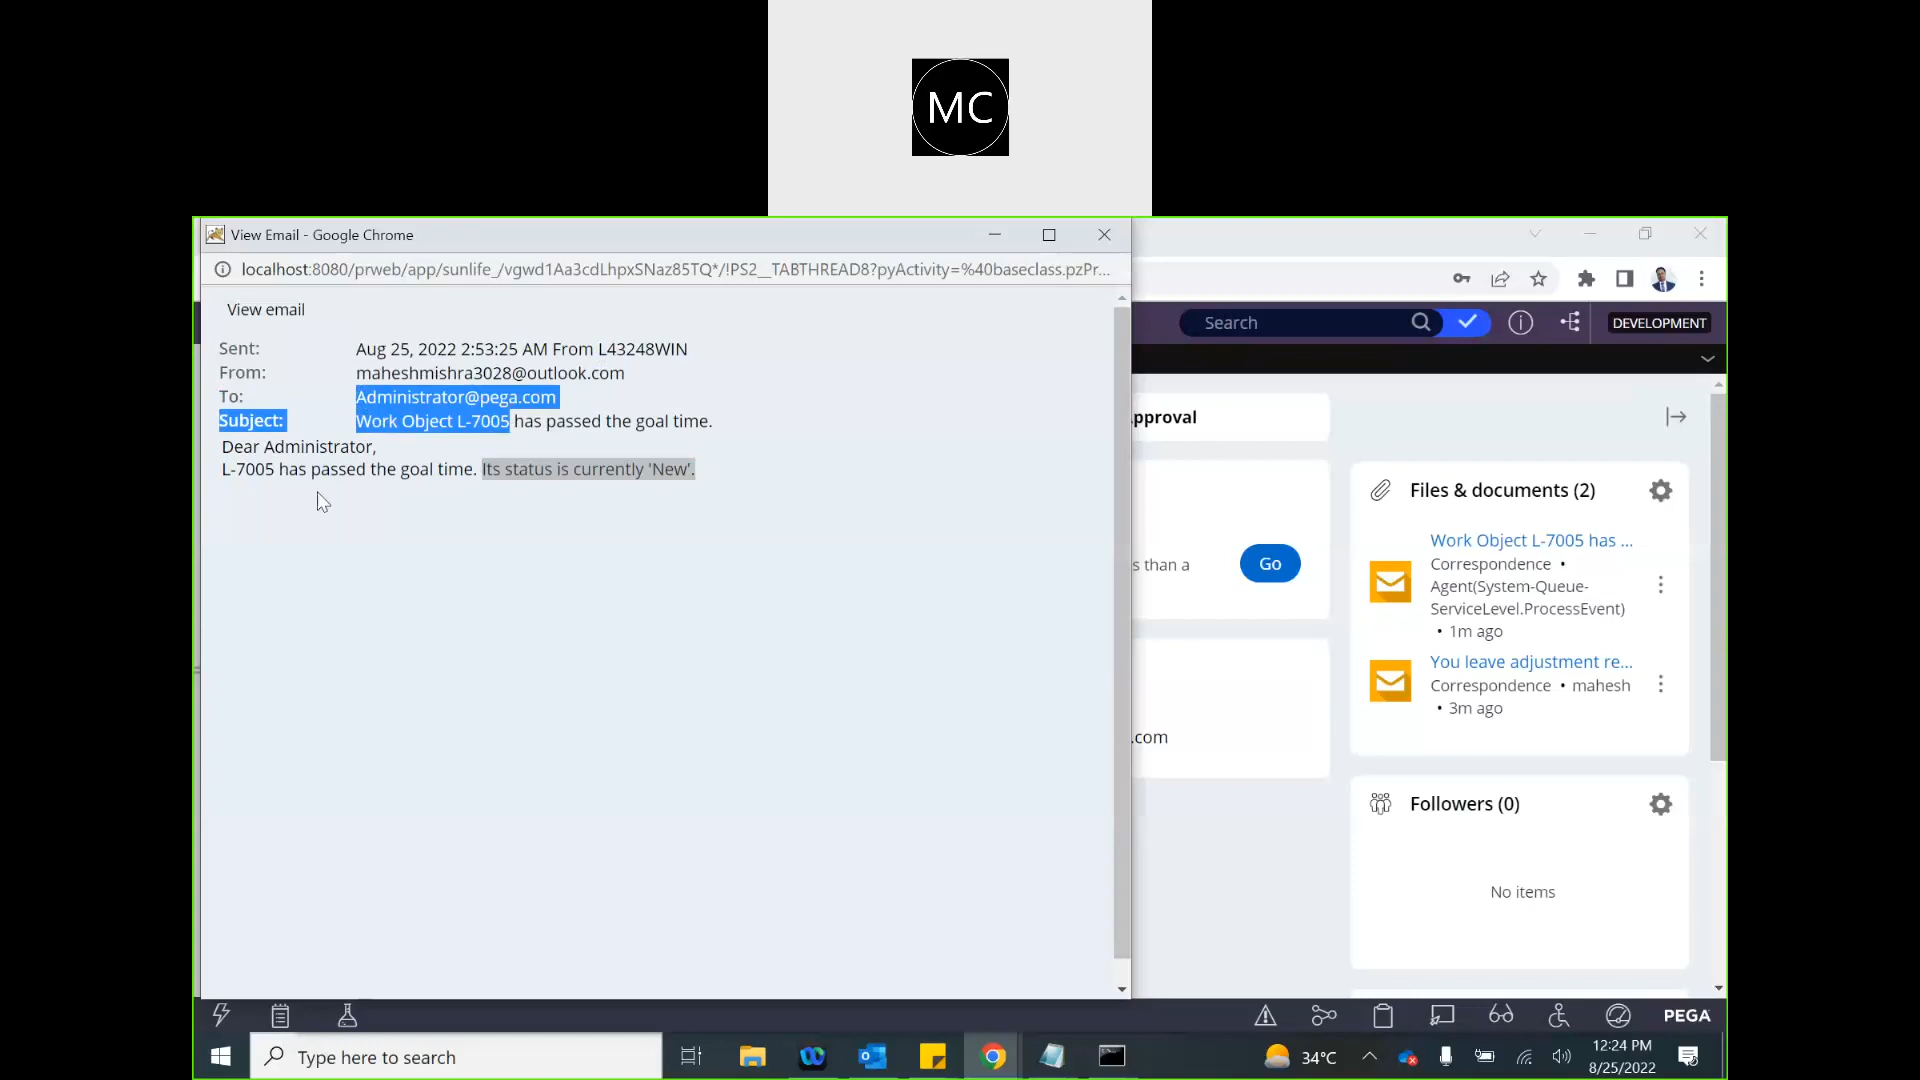 MC
View Email - Google Chrome
localhost:8080/prweb/app/sunlife_/vgwd1Aa3cdLhpxSNaz85TQ*/!PS2__TABTHREAD8?pyActivity=%40baseclass.pzPr...
View email
Sent: Aug 25, 2022 2:53:25 AM From L43248WIN
From: maheshmishra3028@outlook.com
To: Administrator@pega.com
Subject: Work Object L-7005 has passed the goal time.
Dear Administrator,
L-7005 has passed the goal time. Its status is currently 'New'.
Search
DEVELOPMENT
pproval
s than a
Go
.com
Files & documents (2)
Work Object L-7005 has ...
Correspondence •
Agent(System-Queue-
ServiceLevel.ProcessEvent)
• 1m ago
You leave adjustment re...
Correspondence • mahesh
• 3m ago
Followers (0)
No items
PEGA
Type here to search
34°C
12:24 PM
8/25/2022